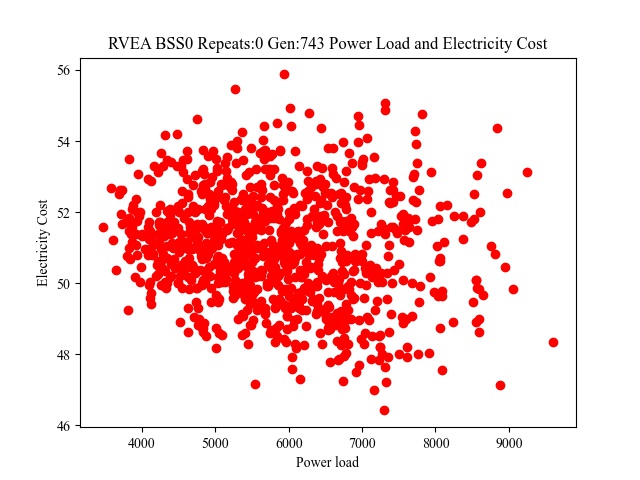 RVEA BSS0 Repeats:0 Gen:743 Power Load and Electricity Cost
56
54
52
50
48
46
Electricity Cost
4000 5000 6000 7000 8000 9000
Power load